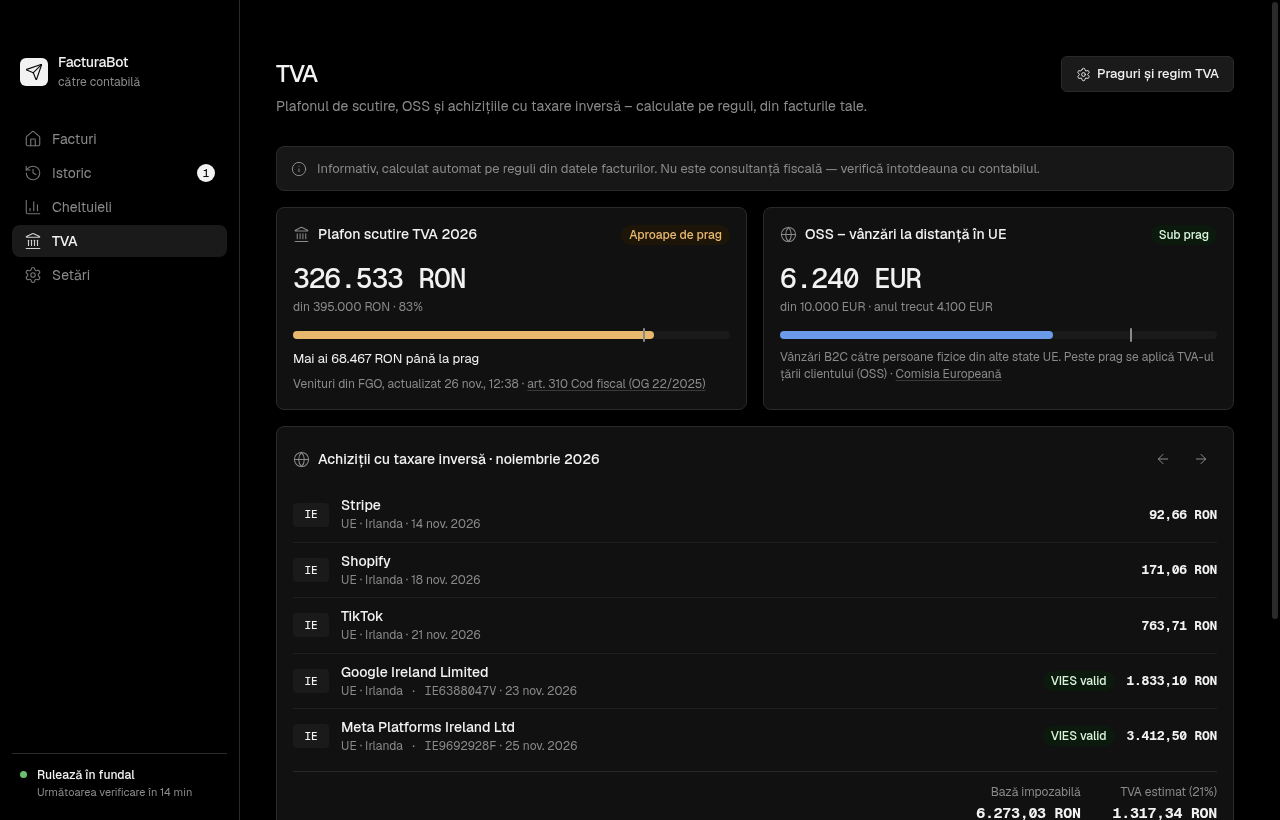 FacturaBot
către contabilă
Facturi
Istoric
1
Cheltuieli
TVA
Setări
Rulează în fundal
Următoarea verificare în 14 min
TVA
Plafonul de scutire, OSS și achizițiile cu taxare inversă – calculate pe reguli, din facturile tale.
Praguri și regim TVA
Informativ, calculat automat pe reguli din datele facturilor. Nu este consultanță fiscală — verifică întotdeauna cu contabilul.
Plafon scutire TVA 2026
Aproape de prag
326.533 RON
din 395.000 RON · 83%
Mai ai 68.467 RON până la prag
Venituri din FGO, actualizat 26 nov., 12:38 · art. 310 Cod fiscal (OG 22/2025)
OSS – vânzări la distanță în UE
Sub prag
6.240 EUR
din 10.000 EUR · anul trecut 4.100 EUR
Vânzări B2C către persoane fizice din alte state UE. Peste prag se aplică TVA-ul
țării clientului (OSS) · Comisia Europeană
Achiziții cu taxare inversă · noiembrie 2026
IE
Stripe
UE · Irlanda · 14 nov. 2026
92,66 RON
IE
Shopify
UE · Irlanda · 18 nov. 2026
171,06 RON
IE
TikTok
UE · Irlanda · 21 nov. 2026
763,71 RON
IE
Google Ireland Limited
UE · Irlanda · IE6388047V · 23 nov. 2026
VIES valid
1.833,10 RON
IE
Meta Platforms Ireland Ltd
UE · Irlanda · IE9692928F · 25 nov. 2026
VIES valid
3.412,50 RON
Bază impozabilă
TVA estimat (21%)
6.273,03 RON
1.317,34 RON